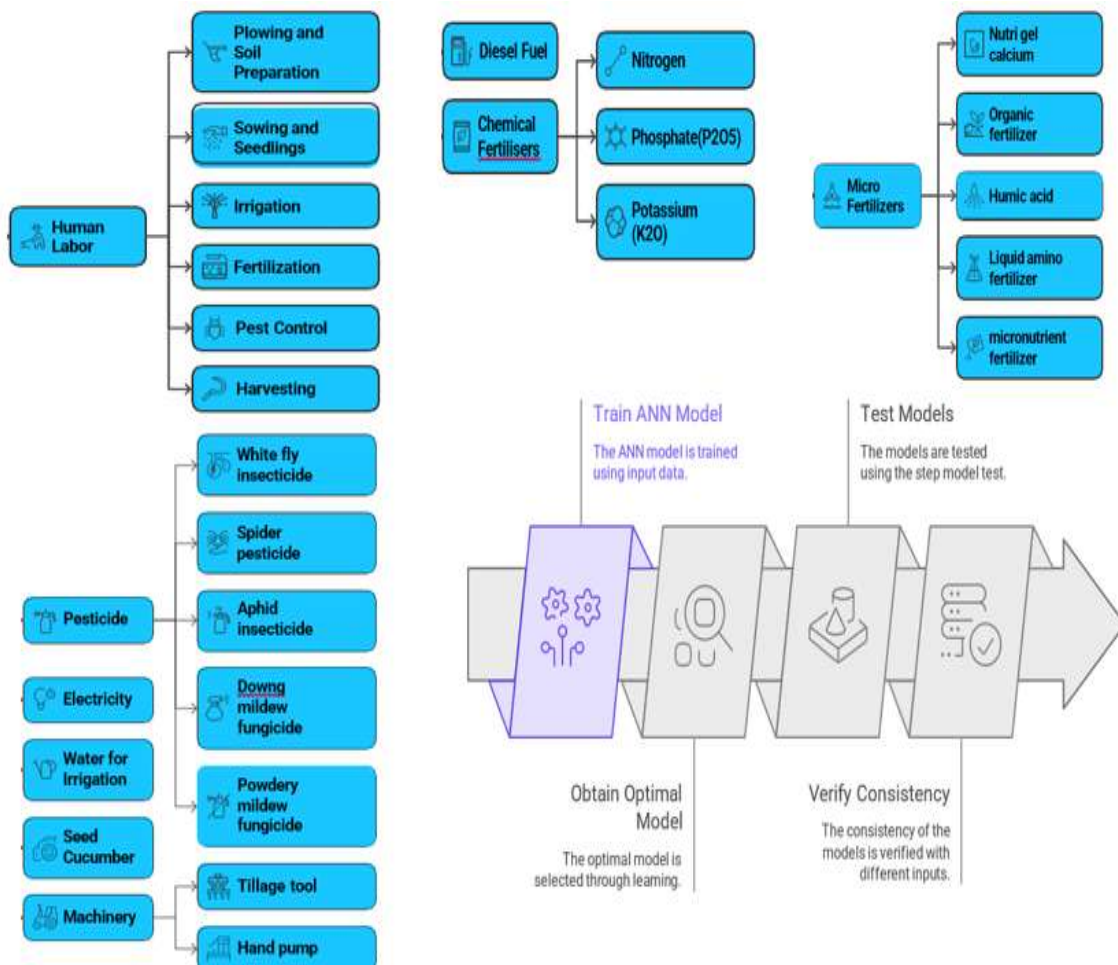 Human
Labor
Plowing and
Soil
Preparation
Sowing and
Seedlings
Irrigation
Fertilization
Pest Control
Harvesting
Diesel Fuel
Chemical
Fertilisers
Nitrogen
Phosphate(P2O5)
Potassium
(K2O)
Micro
Fertilizers
Nutri gel
calcium
Organic
fertilizer
Humic acid
Liquid amino
fertilizer
micronutrient
fertilizer
Pesticide
White fly
insecticide
Spider
pesticide
Aphid
insecticide
Downg
mildew
fungicide
Powdery
mildew
fungicide
Electricity
Water for
Irrigation
Seed
Cucumber
Machinery
Tillage tool
Hand pump
Train ANN Model
The ANN model is trained
using input data.
Test Models
The models are tested
using the step model test.
Obtain Optimal
Model
The optimal model is
selected through learning.
Verify Consistency
The consistency of the
models is verified with
different inputs.